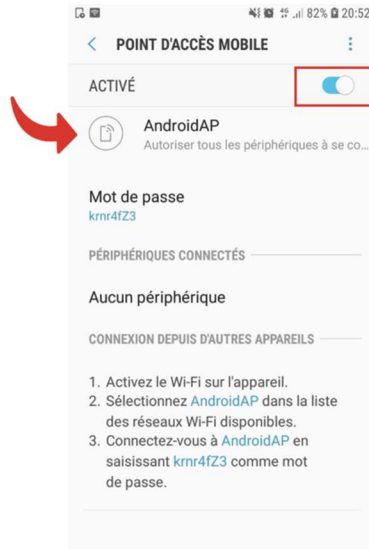 82% 20:52
POINT D'ACCÈS MOBILE
ACTIVÉ
AndroidAP
Autoriser tous les périphériques à se co...
Mot de passe
krnr4fZ3
PÉRIPHÉRIQUES CONNECTÉS
Aucun périphérique
CONNEXION DEPUIS D'AUTRES APPAREILS
1. Activez le Wi-Fi sur l'appareil.
2. Sélectionnez AndroidAP dans la liste
des réseaux Wi-Fi disponibles.
3. Connectez-vous à AndroidAP en
saisissant krnr4fZ3 comme mot
de passe.